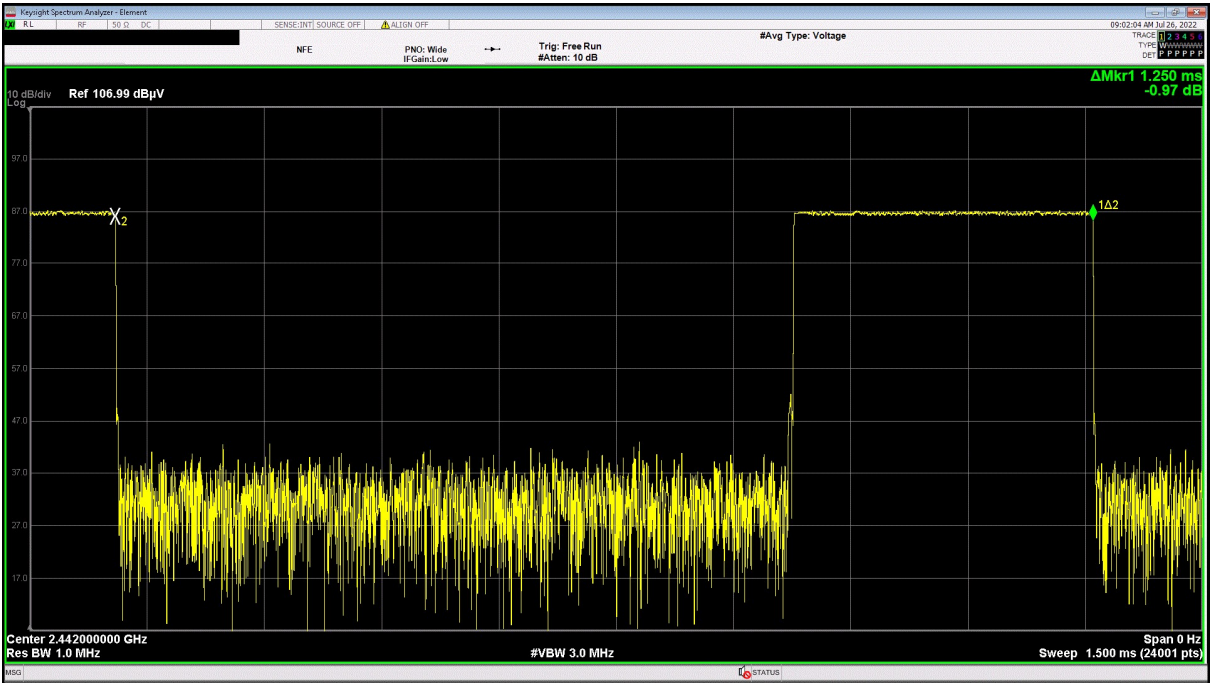 Keysight Spectrum Analyzer - Element
RL RF 50 Ω DC SENSE:INT SOURCE OFF ALIGN OFF 09:02:04 AM Jul 26, 2022
#Avg Type: Voltage
TRACE 1 2 3 4 5 6
NFE PNO: Wide Trig: Free Run TYPE WWWWWW
IFGain:Low #Atten: 10 dB DET P P P P P P
ΔMkr1 1.250 ms
-0.97 dB
10 dB/div Ref 106.99 dBµV
Log
97.0
87.0
X2
1Δ2
77.0
67.0
57.0
47.0
37.0
27.0
17.0
Center 2.442000000 GHz Span 0 Hz
Res BW 1.0 MHz #VBW 3.0 MHz Sweep 1.500 ms (24001 pts)
MSG STATUS